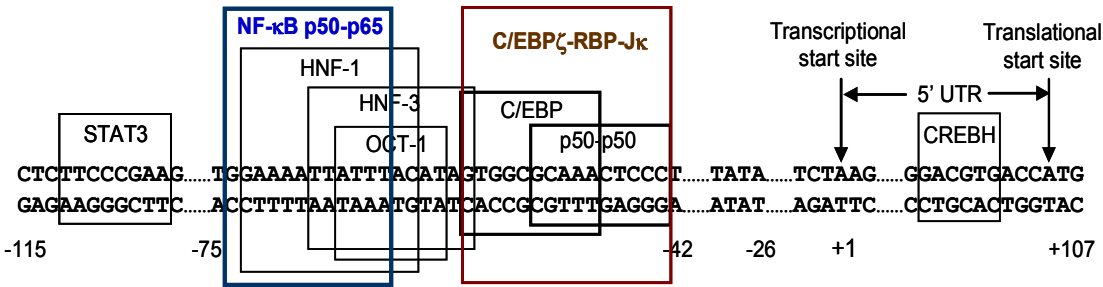 NF-κB p50-p65
C/EBPζ-RBP-Jκ
Transcriptional
start site
Translational
start site
HNF-1
HNF-3
5’ UTR
STAT3
C/EBP
OCT-1
p50-p50
CREBH
CTCTTCCCGAAG......TGGAAAATTATTTACATAGTGGCGCAAACTCCCT......TATA......TCTAAG......GGACGTGACCATG
GAGAAGGGCTTC......ACCTTTTAATAAATGTATCACCGCGTTTGAGGGA......ATAT......AGATTC......CCTGCACTGGTAC
-115 -75 -42 -26 +1 +107